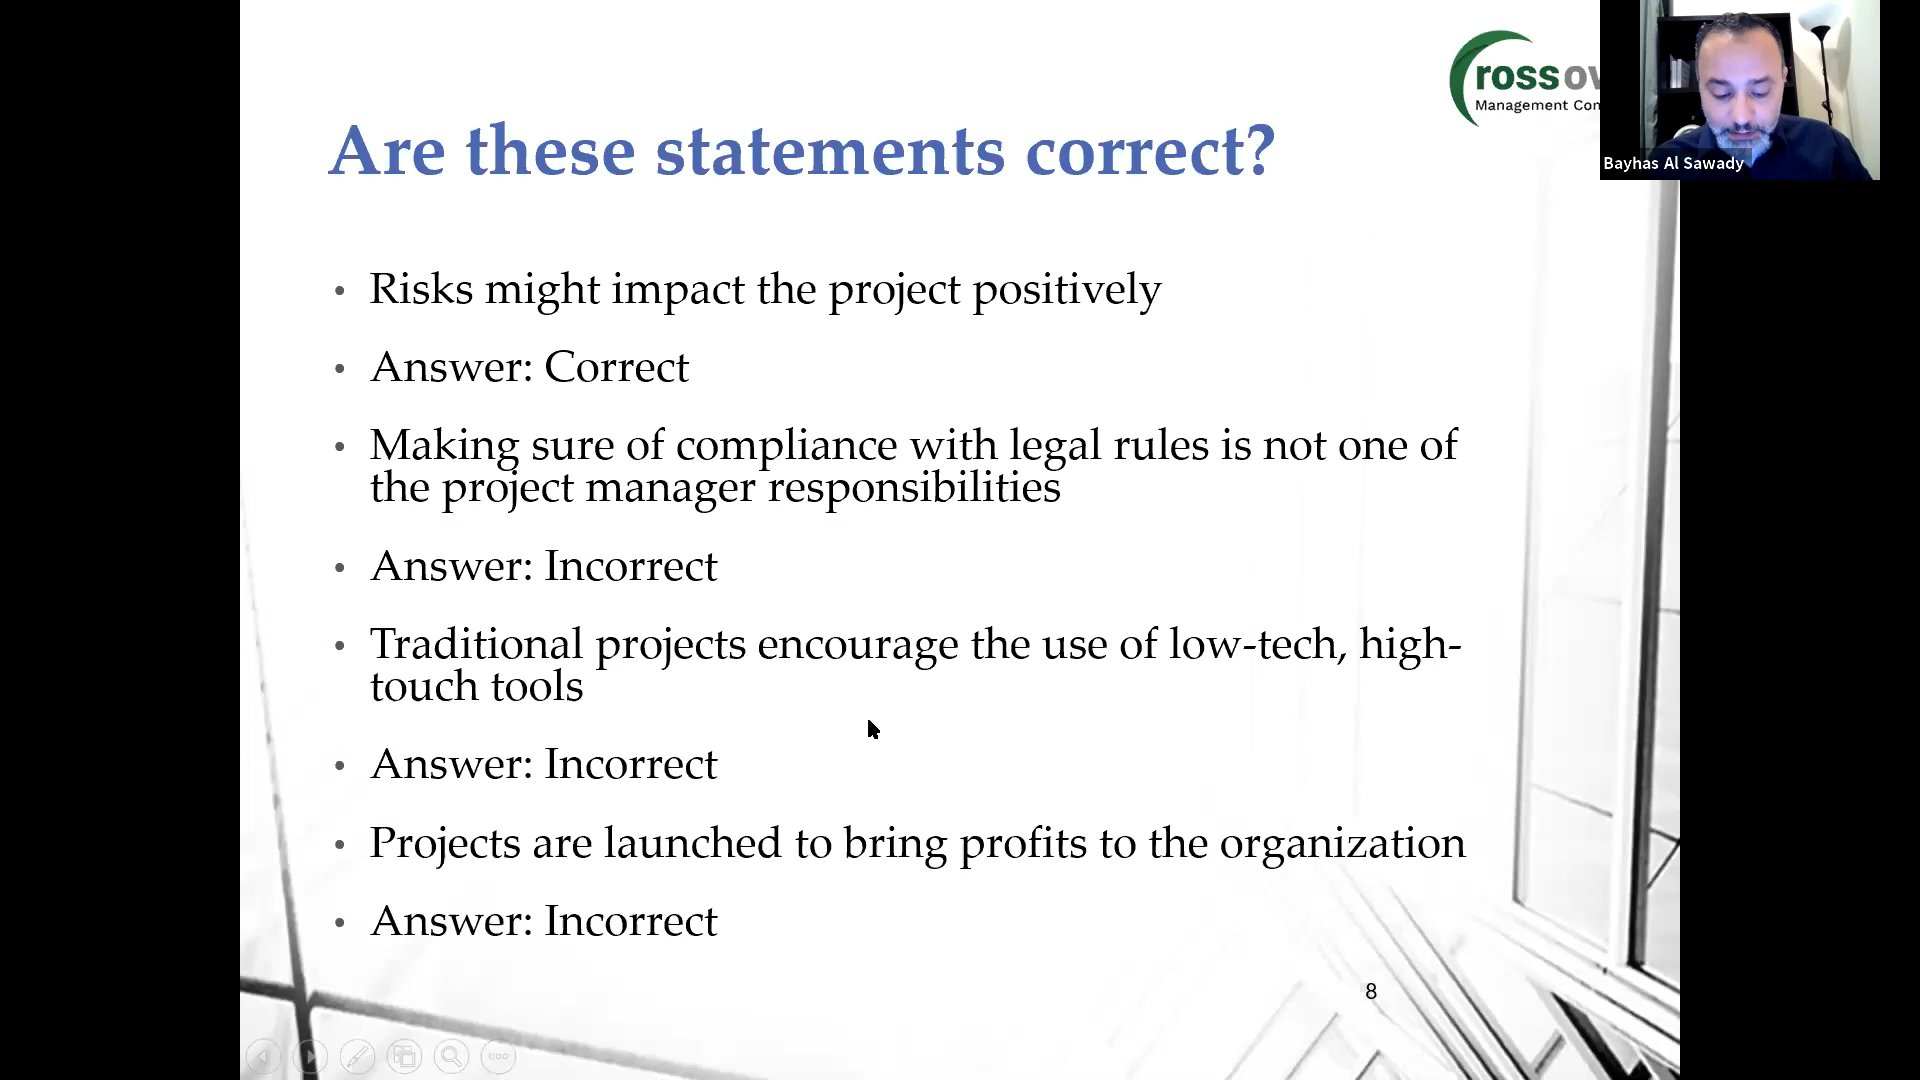 rossov
Management Con
Bayhas Al Sawady
Are these statements correct?
• Risks might impact the project positively
• Answer: Correct
• Making sure of compliance with legal rules is not one of
the project manager responsibilities
• Answer: Incorrect
• Traditional projects encourage the use of low-tech, high-
touch tools
• Answer: Incorrect
• Projects are launched to bring profits to the organization
• Answer: Incorrect
8